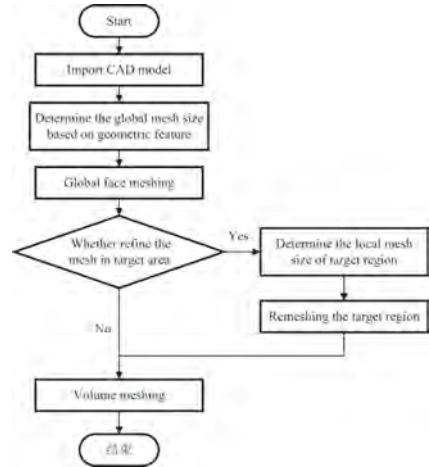 Start
Import CAD model
Determine the global mesh size
based on geometric feature
Global face meshing
Whether refine the
mesh in target area
Yes
Determine the local mesh
size of target region
Remeshing the target region
No
Volume meshing
结束